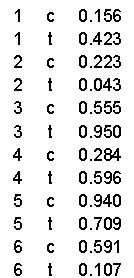 1 c 0.156
1 t 0.423
2 c 0.223
2 t 0.043
3 c 0.555
3 t 0.950
4 c 0.284
4 t 0.596
5 c 0.940
5 t 0.709
6 c 0.591
6 t 0.107